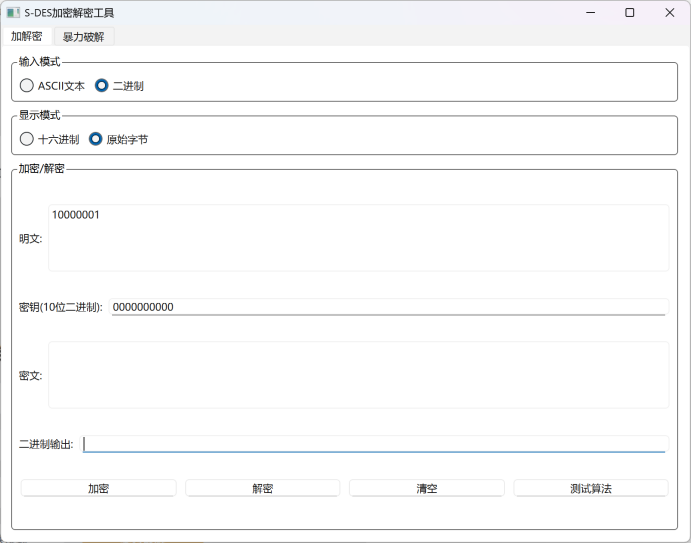 S-DES加密解密工具
加解密 暴力破解
输入模式
ASCII文本 二进制
显示模式
十六进制 原始字节
加密/解密
10000001
明文:
密钥(10位二进制): 0000000000
密文:
二进制输出:
加密 解密 清空 测试算法